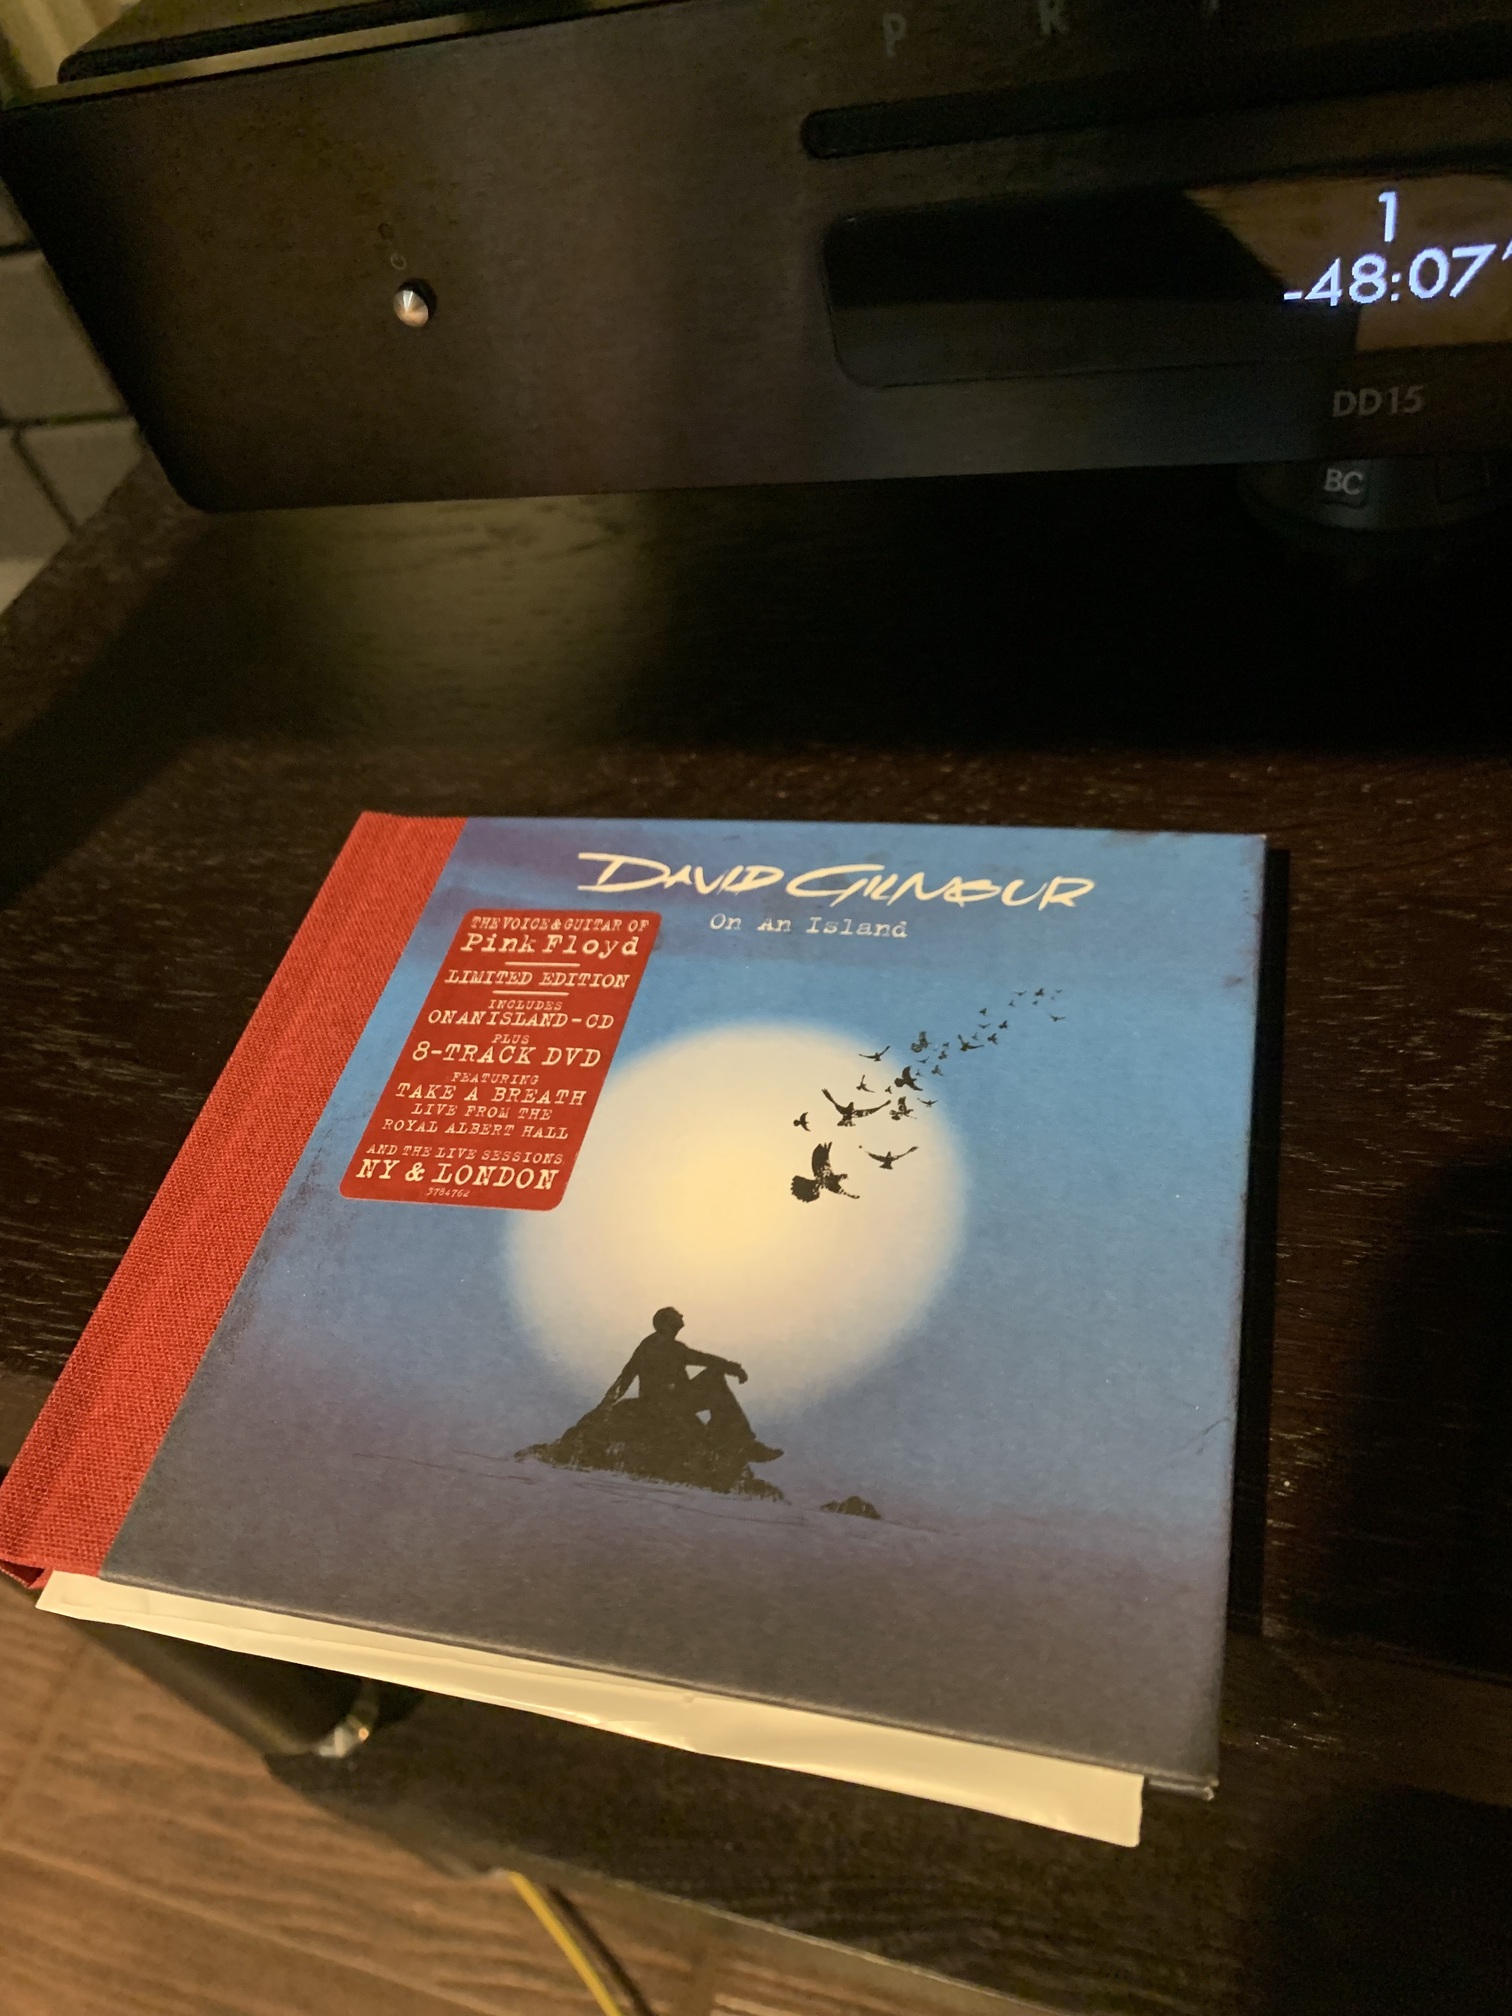 P R
1
-48:07
DD15
BC
DAVID GILMOUR
On An Island
THE VOICE & GUITAR OF
Pink Floyd
LIMITED EDITION
INCLUDES
ON AN ISLAND-CD
PLUS
8-TRACK DVD
FEATURING
TAKE A BREATH
LIVE FROM THE
ROYAL ALBERT HALL
AND THE LIVE SESSIONS
NY & LONDON
3784762